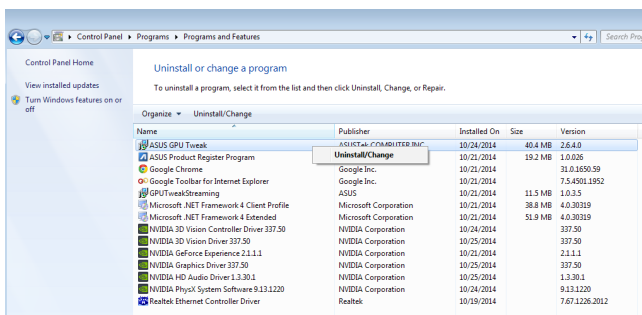 Control Panel ▸ Programs ▸ Programs and Features
Search Pro
Control Panel Home
View installed updates
Turn Windows features on or off
Uninstall or change a program
To uninstall a program, select it from the list and then click Uninstall, Change, or Repair.
Organize Uninstall/Change
Name Publisher Installed On Size Version
ASUS GPU Tweak ASUSTek COMPUTER INC. 10/24/2014 40.4 MB 2.6.4.0
Uninstall/Change
ASUS Product Register Program 10/21/2014 19.2 MB 1.0.026
Google Chrome Google Inc. 10/21/2014 31.0.1650.59
Google Toolbar for Internet Explorer Google Inc. 10/21/2014 7.5.4501.1952
GPUTweakStreaming ASUS 10/21/2014 11.5 MB 1.0.3.5
Microsoft .NET Framework 4 Client Profile Microsoft Corporation 10/21/2014 38.8 MB 4.0.30319
Microsoft .NET Framework 4 Extended Microsoft Corporation 10/21/2014 51.9 MB 4.0.30319
NVIDIA 3D Vision Controller Driver 337.50 NVIDIA Corporation 10/24/2014 337.50
NVIDIA 3D Vision Driver 337.50 NVIDIA Corporation 10/25/2014 337.50
NVIDIA GeForce Experience 2.1.1.1 NVIDIA Corporation 10/21/2014 2.1.1.1
NVIDIA Graphics Driver 337.50 NVIDIA Corporation 10/25/2014 337.50
NVIDIA HD Audio Driver 1.3.30.1 NVIDIA Corporation 10/25/2014 1.3.30.1
NVIDIA PhysX System Software 9.13.1220 NVIDIA Corporation 10/24/2014 9.13.1220
Realtek Ethernet Controller Driver Realtek 10/19/2014 7.67.1226.2012